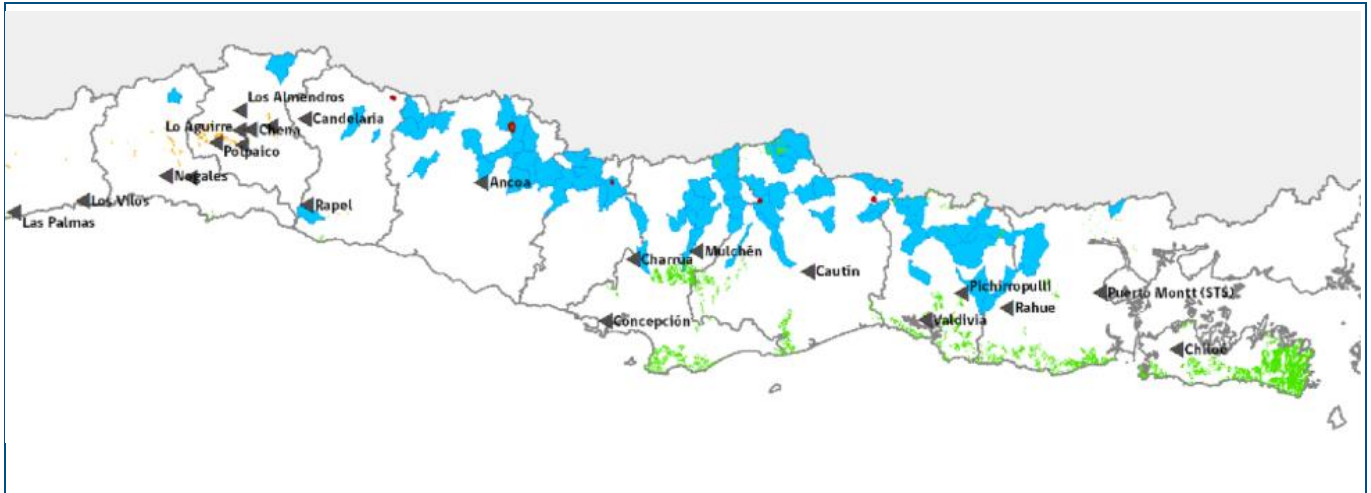 Los Almendros
Lo Aguirre
Chena
Candelaria
Polpaico
Nogales
Los Vilos
Las Palmas
Rapel
Ancoa
Charrúa
Mulchén
Cautín
Concepción
Pichirropulli
Valdivia
Rahue
Puerto Montt (STS)
Chiloé